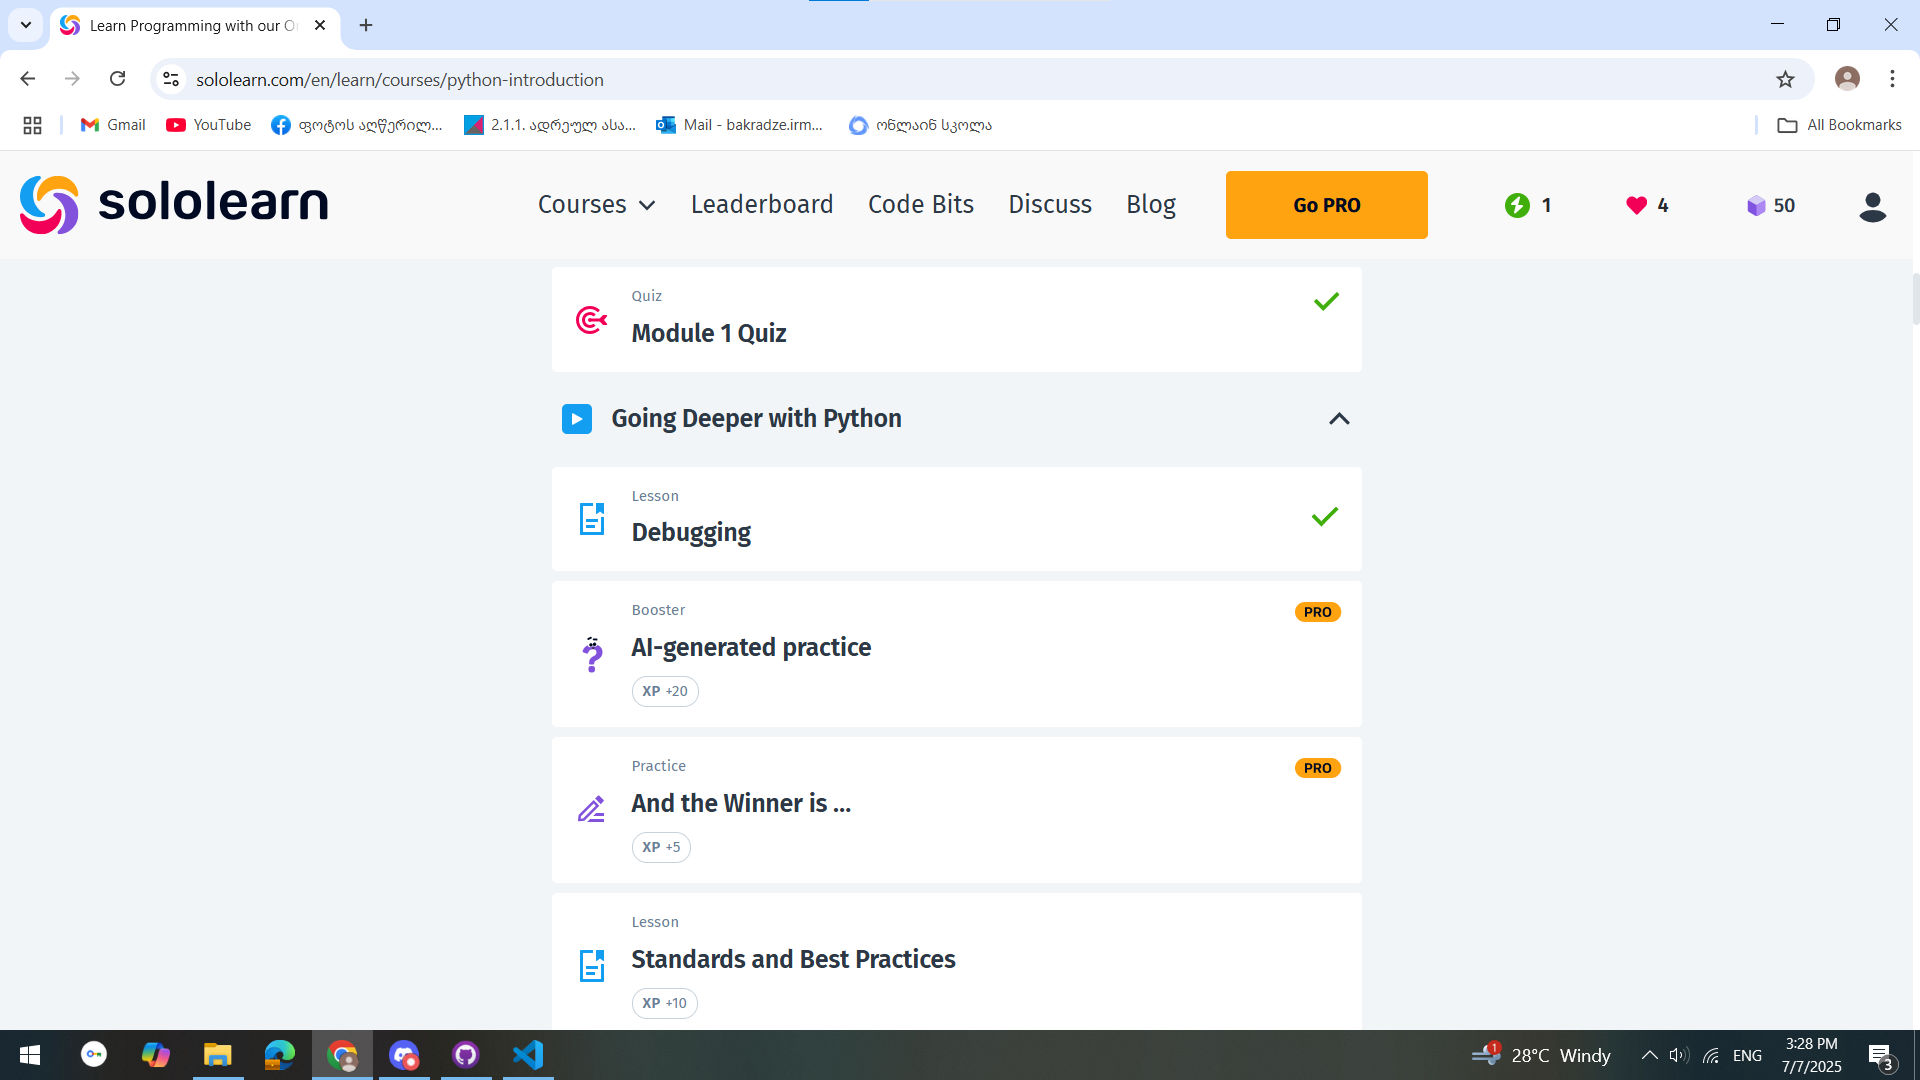 Learn Programming with our O
sololearn.com/en/learn/courses/python-introduction
Gmail
YouTube
ფოტოს აღწერილ...
2.1.1. ადრეულ ასა...
Mail - bakradze.irm...
ონლაინ სკოლა
All Bookmarks
sololearn
Courses
Leaderboard
Code Bits
Discuss
Blog
Go PRO
1
4
50
Quiz
Module 1 Quiz
Going Deeper with Python
Lesson
Debugging
Booster
PRO
AI-generated practice
XP +20
Practice
PRO
And the Winner is ...
XP +5
Lesson
Standards and Best Practices
XP +10
1
28°C Windy
ENG
3:28 PM
7/7/2025
3